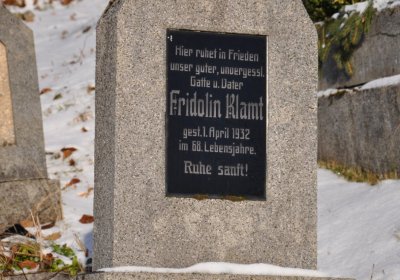 Hier ruhet in Frieden
unser guter, unvergessl.
Gatte u. Vater
Fridolin Klamt
gest. 1. April 1932
im 68. Lebensjahre.
Ruhe sanft!